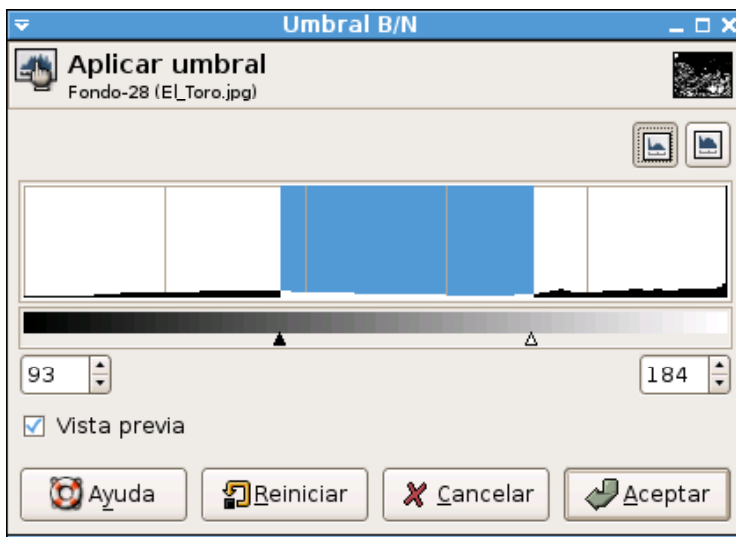 Umbral B/N
Aplicar umbral
Fondo-28 (El_Toro.jpg)
93
184
Vista previa
Ayuda
Reiniciar
Cancelar
Aceptar